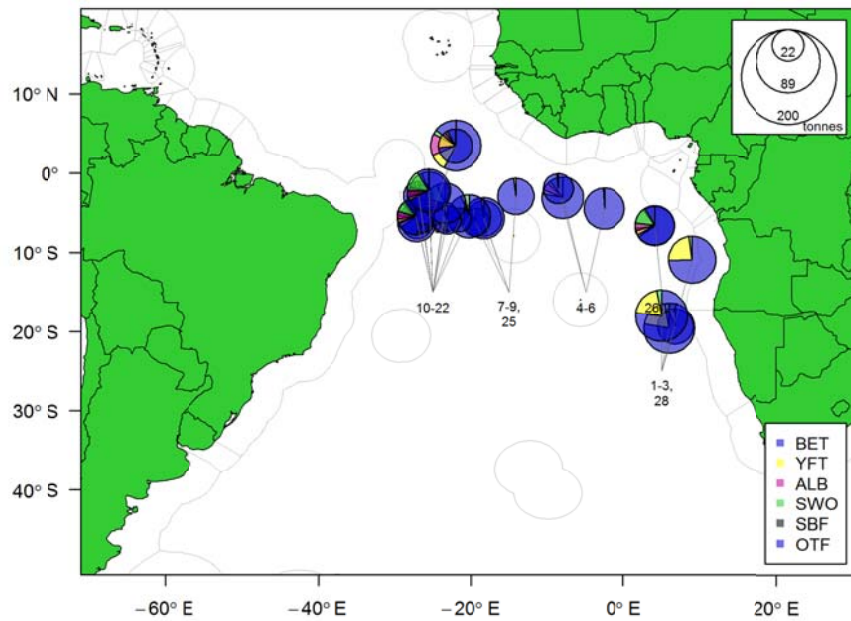 22
89
200
tonnes
10° N
0°
10° S
20° S
30° S
40° S
10-22
7-9,
25
4-6
1-3,
28
BET
YFT
ALB
SWO
SBF
OTF
−60° E
−40° E
−20° E
0° E
20° E